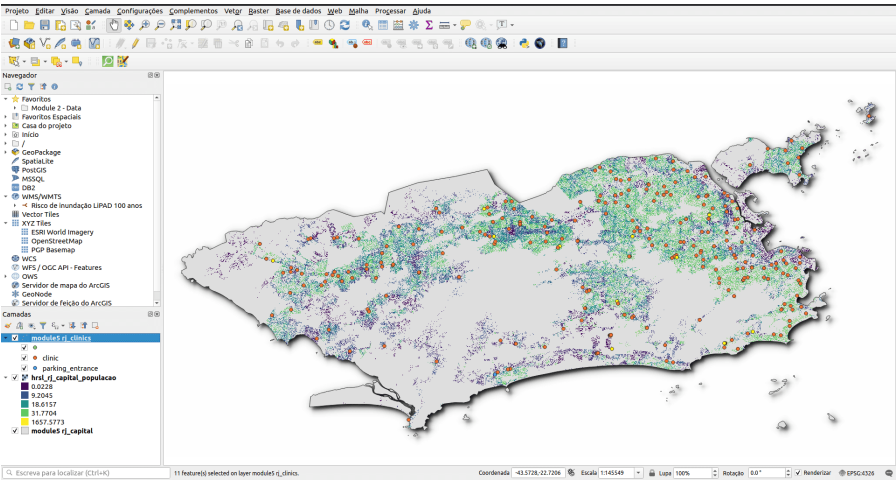 Projeto Editar Visão Camada Configurações Complementos Vetor Raster Base de dados Web Malha Processar Ajuda
Navegador
Favoritos
Module 2 - Data
Favoritos Espaciais
Casa do projeto
Início
/
GeoPackage
SpatiaLite
PostGIS
MSSQL
DB2
WMS/WMTS
Risco de inundação LiPAD 100 anos
Vector Tiles
XYZ Tiles
ESRI World Imagery
OpenStreetMap
PGP Basemap
WCS
WFS / OGC API - Features
OWS
Servidor de mapa do ArcGIS
GeoNode
Servidor de feição do ArcGIS
Camadas
module5 rj_clinics
clinic
parking_entrance
hrsl_rj_capital_populacao
0.0228
9.2045
18.6157
31.7704
1657.5773
module5 rj_capital
Escreva para localizar (Ctrl+K) 11 feature(s) selected on layer module5 rj_clinics. Coordenada -43.5728,-22.7206 Escala 1:145549 Lupa 100% Rotação 0.0° Renderizar EPSG:4326